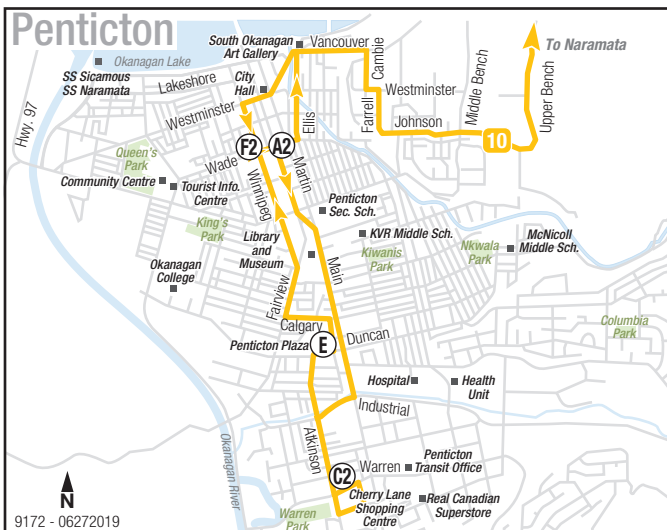 Penticton
Okanagan Lake
SS Sicamous
SS Naramata
South Okanagan
Art Gallery
Vancouver
Cambie
To Naramata
Lakeshore
City
Hall
Westminster
Ellis
Farrell
Westminster
Johnson
Middle Bench
Upper Bench
10
Hwy. 97
Queen's
Park
Wade
F2
A2
Martin
Winnipeg
Community Centre
Tourist Info.
Centre
Penticton
Sec. Sch.
King's
Park
KVR Middle Sch.
McNicoll
Middle Sch.
Nkwala
Park
Kiwanis
Park
Library
and
Museum
Main
Okanagan
College
Fairview
Calgary
Duncan
Columbia
Park
Penticton Plaza
E
Hospital
Health
Unit
Industrial
Atkinson
Okanagan River
C2
Warren
Penticton
Transit Office
Cherry Lane
Shopping
Centre
Real Canadian
Superstore
Warren
Park
N
9172 - 06272019